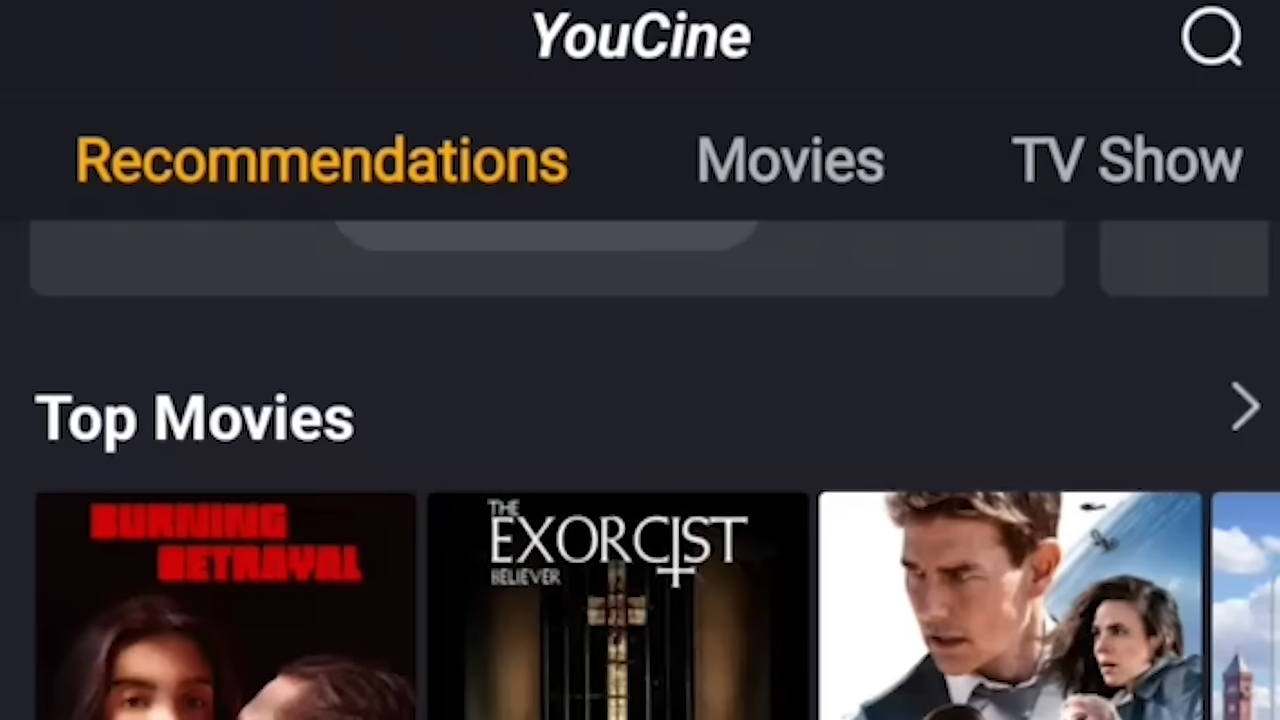 YouCine
Recommendations Movies TV Show
Top Movies
BURNING
BETRAYAL
THE
EXORCIST
BELIEVER